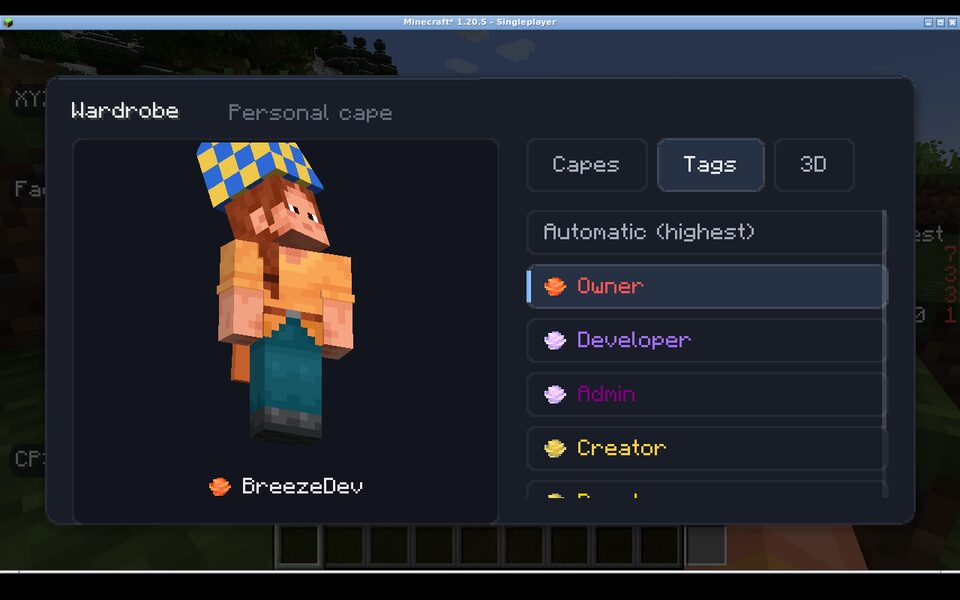 Minecraft* 1.20.5 - Singleplayer
Wardrobe
Personal cape
Capes
Tags
3D
Automatic (highest)
Owner
Developer
Admin
Creator
BreezeDev